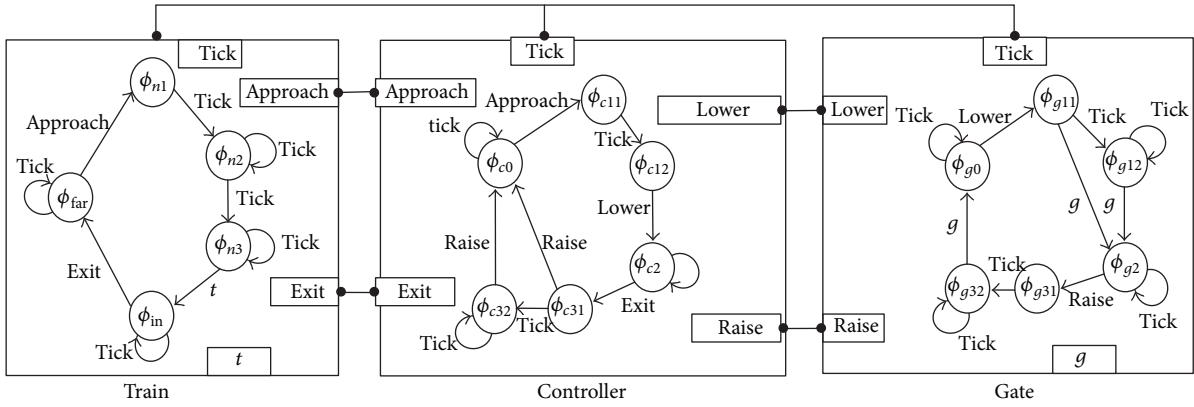 Tick
Approach
Exit
t
ϕn1
Tick
Approach
ϕn2
Tick
Tick
Tick
ϕfar
ϕn3
Tick
Exit
t
ϕin
Tick
Train
Tick
Approach
Exit
Lower
Raise
Approach
ϕc11
tick
Tick
ϕc0
ϕc12
Lower
Raise
Raise
ϕc2
Exit
ϕc32
Tick
ϕc31
Tick
Controller
Tick
Lower
Raise
g
Tick
Lower
ϕg11
Tick
Tick
ϕg0
ϕg12
g
g
g
ϕg2
Tick
ϕg32
ϕg31
Raise
Tick
Tick
Gate